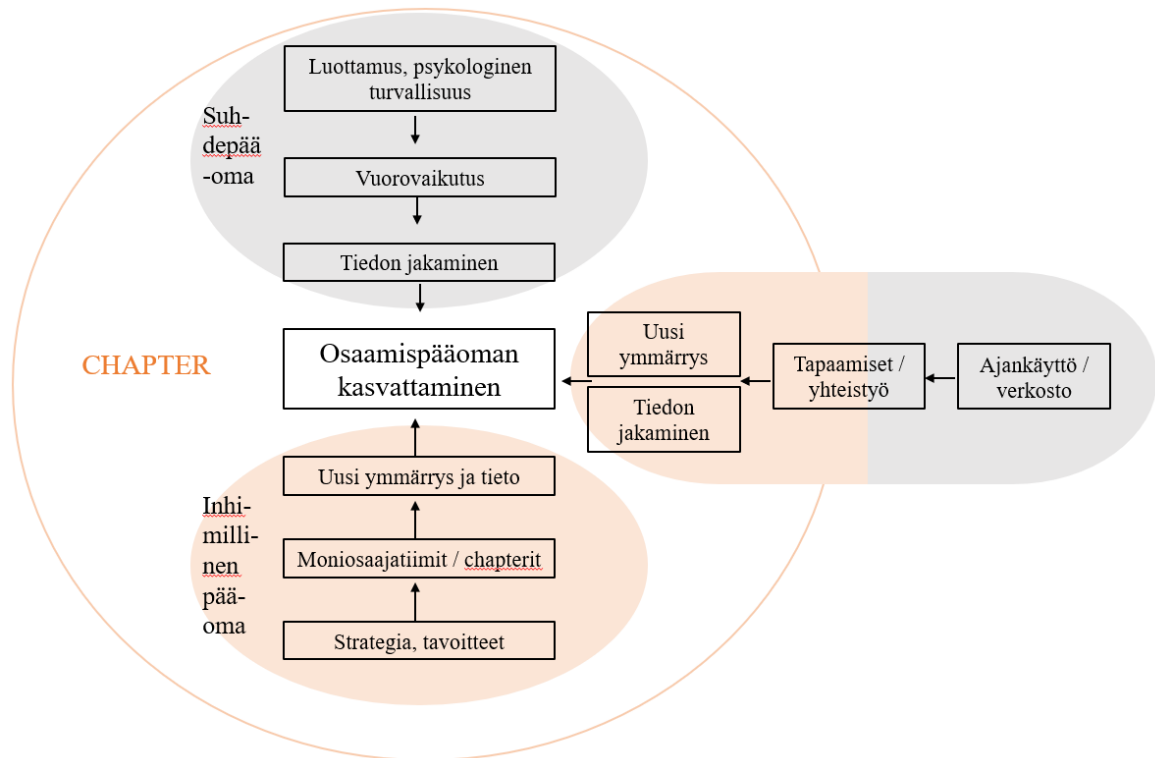 Luottamus, psykologinen
turvallisuus
Suh-
depää
-oma
Vuorovaikutus
Tiedon jakaminen
CHAPTER
Osaamispääoman
kasvattaminen
Uusi
ymmärrys
Tiedon
jakaminen
Tapaamiset /
yhteistyö
Ajankäyttö /
verkosto
Inhi-
milli-
nen
pää-
oma
Uusi ymmärrys ja tieto
Moniosaajatiimit / chapterit
Strategia, tavoitteet